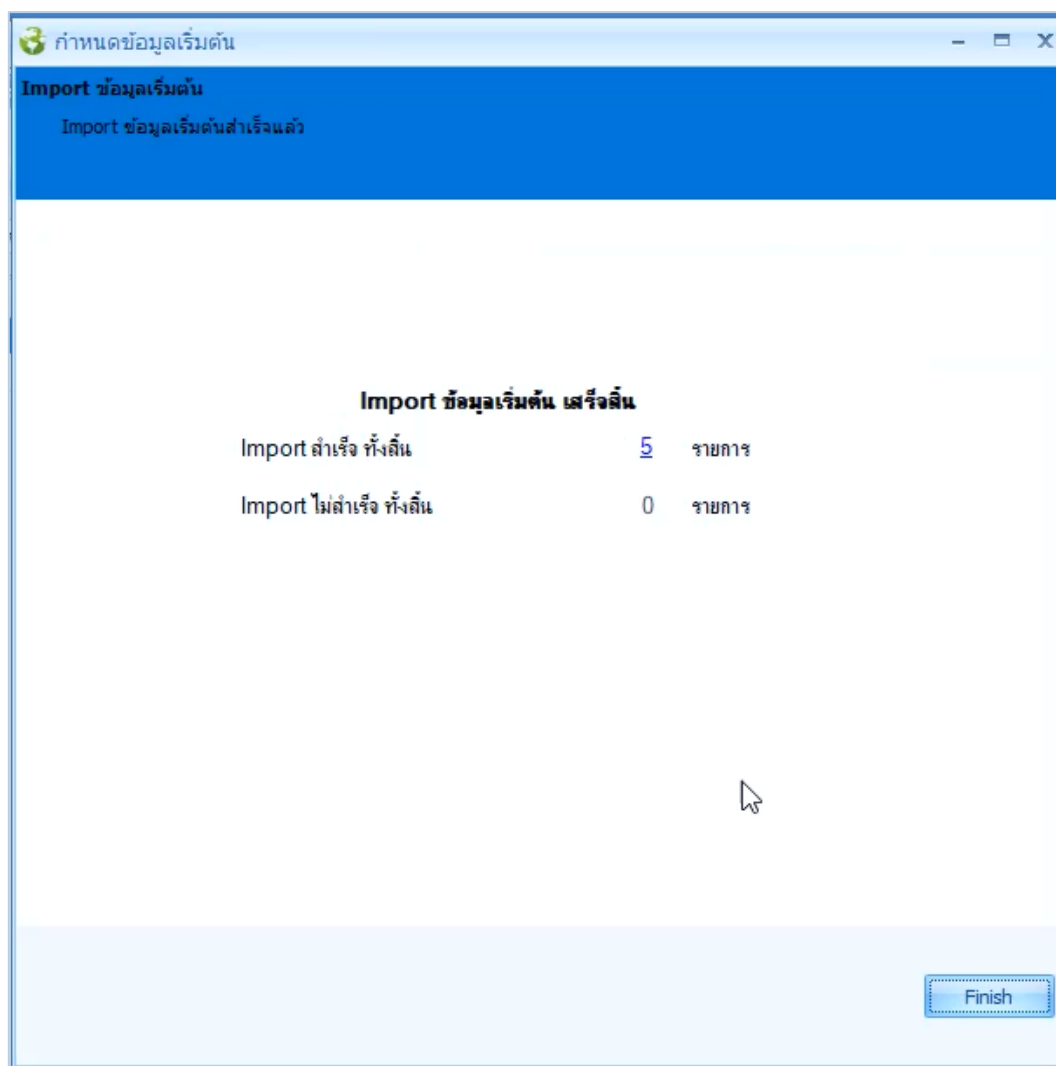 กำหนดข้อมูลเริ่มต้น
Import ข้อมูลเริ่มต้น
Import ข้อมูลเริ่มต้นสำเร็จแล้ว
Import ข้อมูลเริ่มต้น เสร็จสิ้น
Import สำเร็จ ทั้งสิ้น 5 รายการ
Import ไม่สำเร็จ ทั้งสิ้น 0 รายการ
Finish